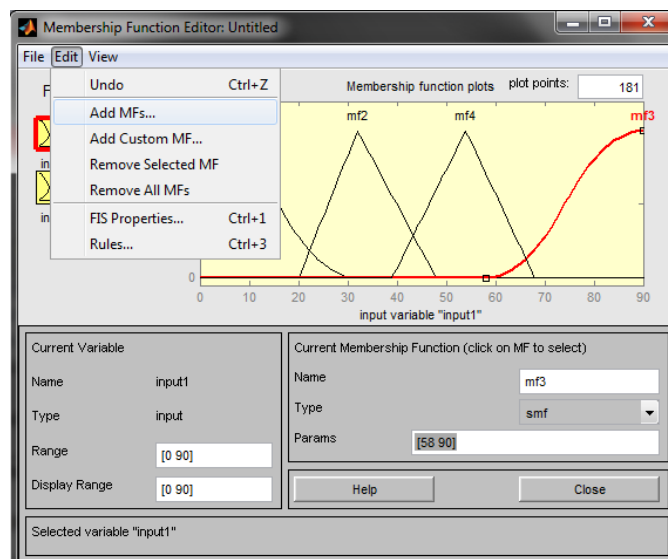 Membership Function Editor: Untitled
File Edit View
Undo Ctrl+Z
Add MFs...
Add Custom MF...
Remove Selected MF
Remove All MFs
FIS Properties... Ctrl+1
Rules... Ctrl+3
F
in
in
Membership function plots plot points: 181
mf2 mf4 mf3
0
0 10 20 30 40 50 60 70 80 90
input variable "input1"
Current Variable
Name input1
Type input
Range [0 90]
Display Range [0 90]
Current Membership Function (click on MF to select)
Name mf3
Type smf
Params [58 90]
Help Close
Selected variable "input1"